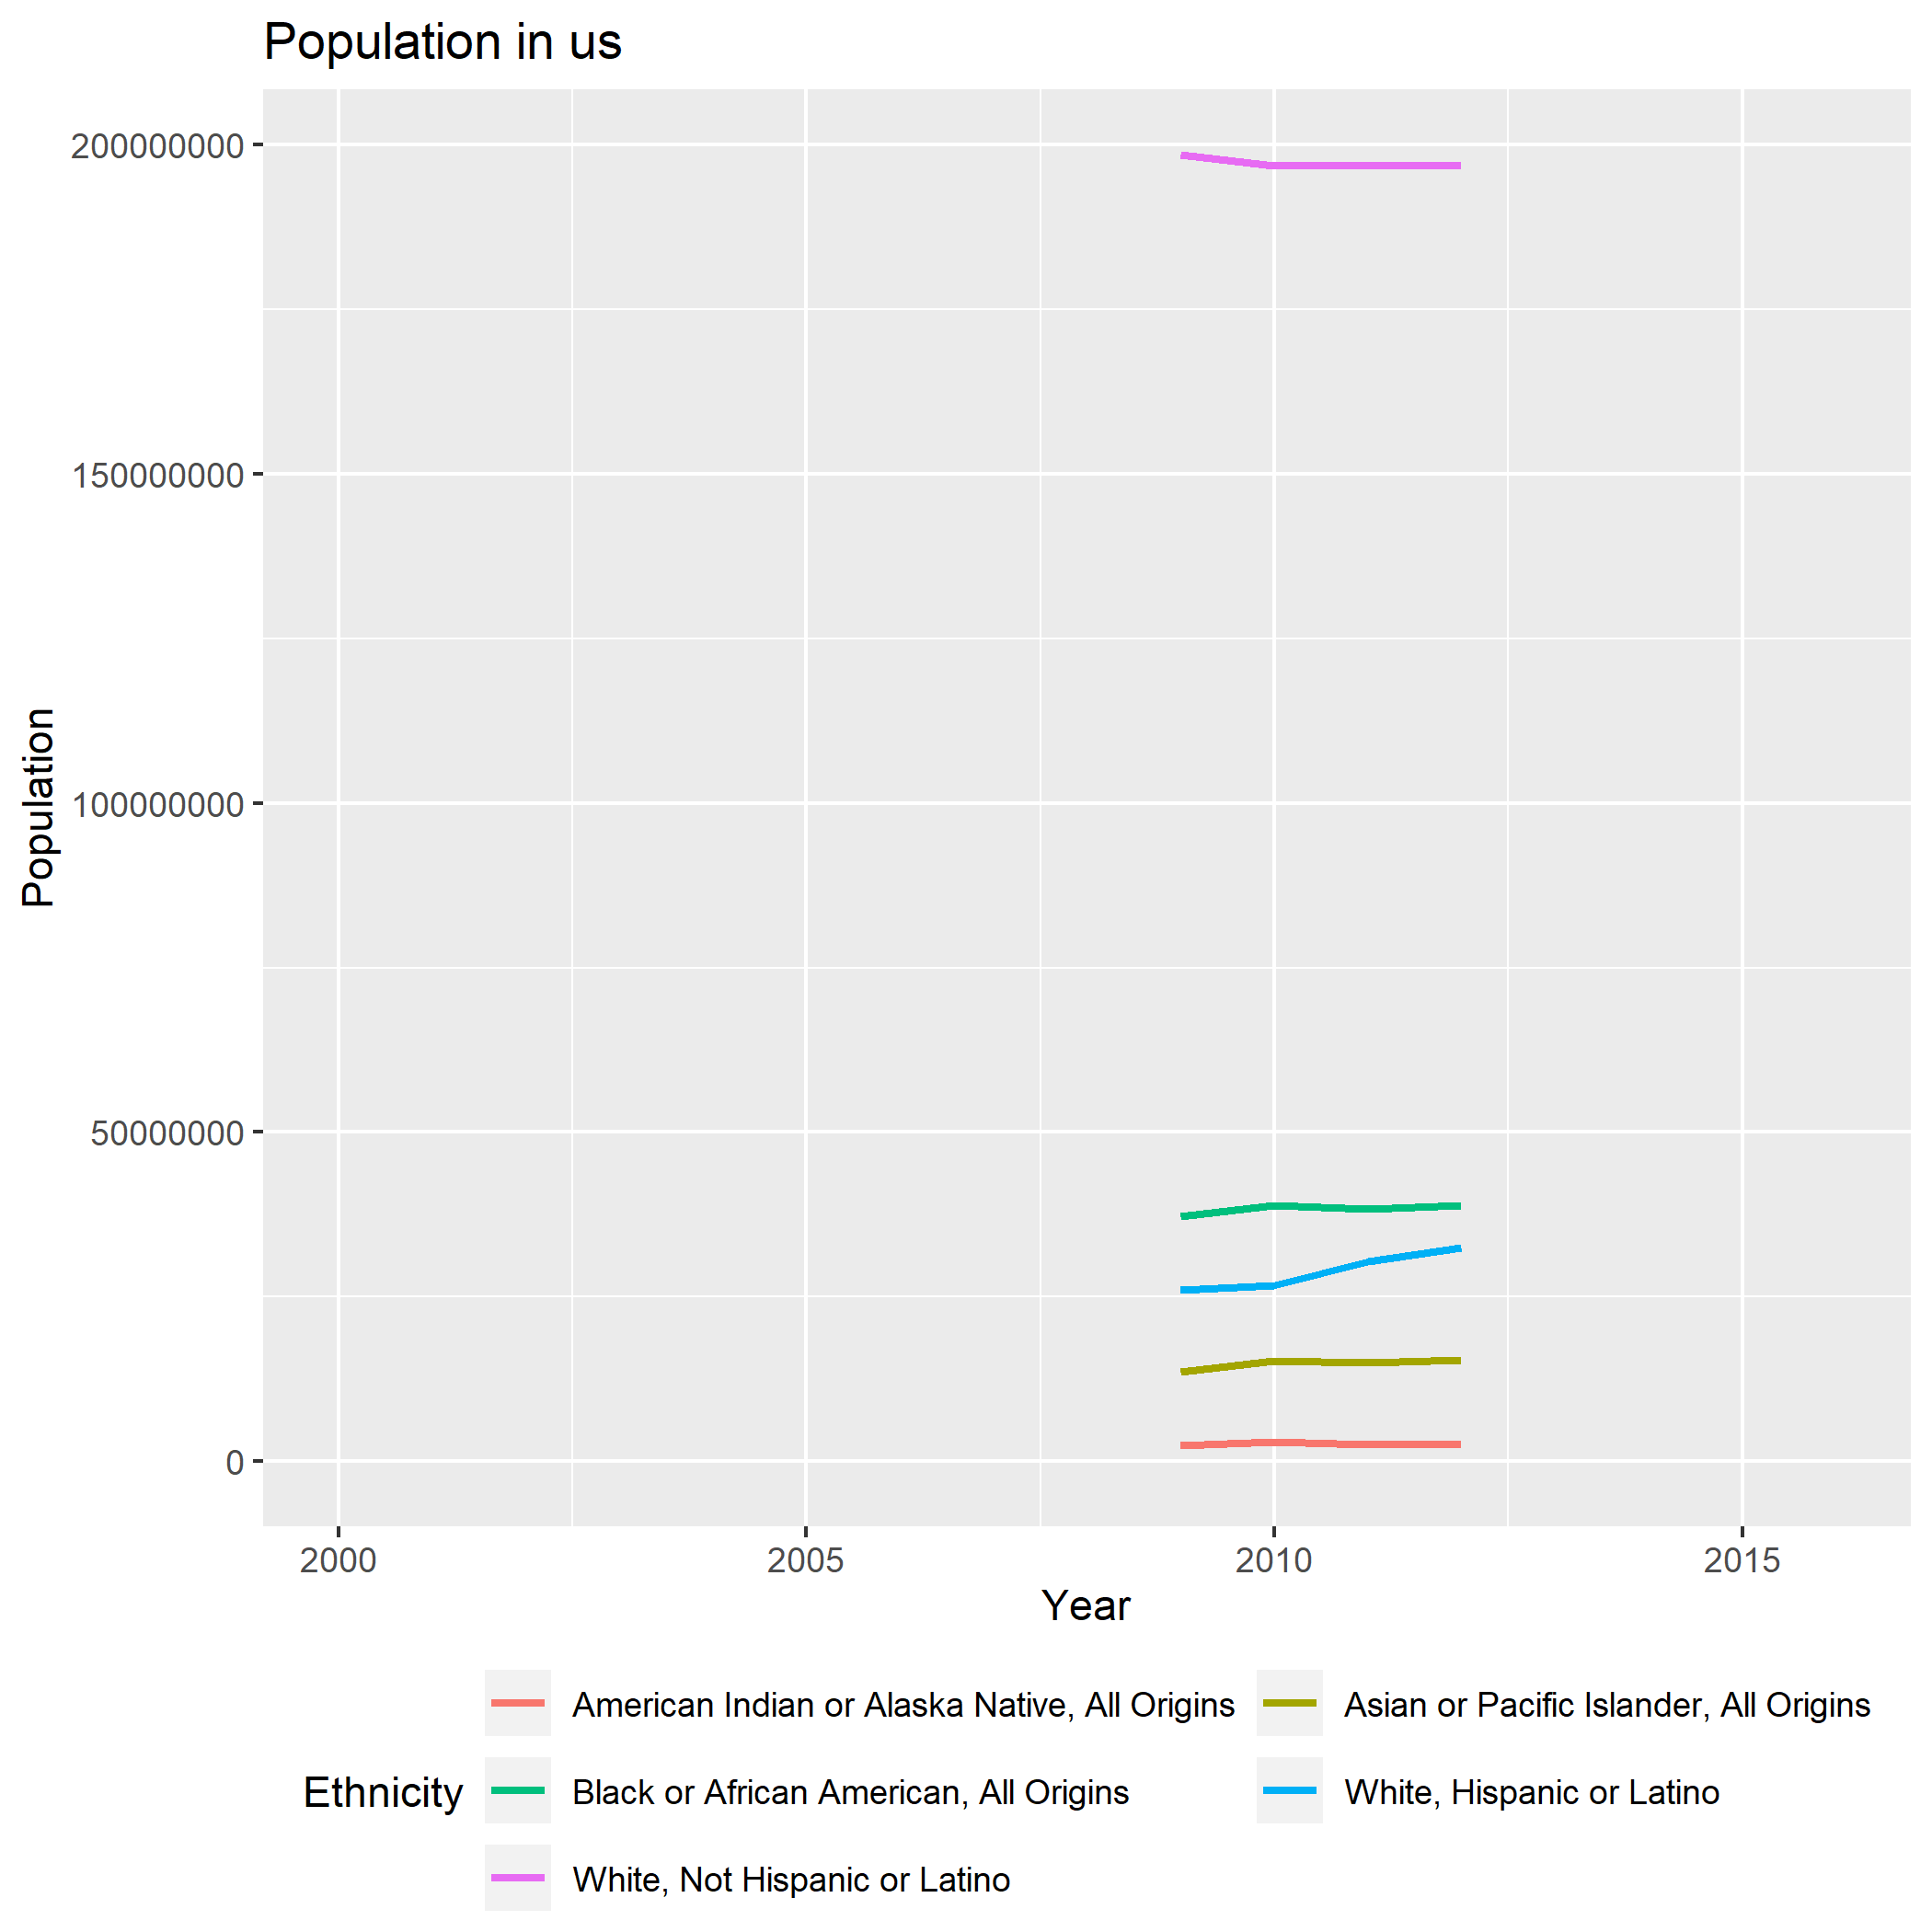 Population in us
200000000
150000000
100000000
50000000
0
Population
2000 2005 2010 2015
Year
Ethnicity
American Indian or Alaska Native, All Origins
Asian or Pacific Islander, All Origins
Black or African American, All Origins
White, Hispanic or Latino
White, Not Hispanic or Latino